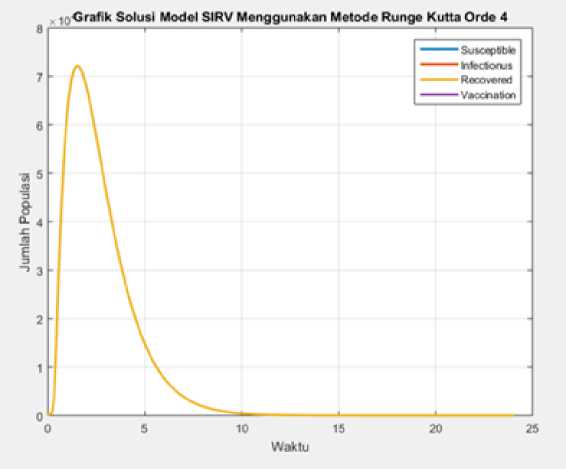 Grafik Solusi Model SIRV Menggunakan Metode Runge Kutta Orde 4
× 10
8
7
6
5
4
3
2
1
0
Jumlah Populasi
Susceptible
Infectionus
Recovered
Vaccination
0 5 10 15 20 25
Waktu